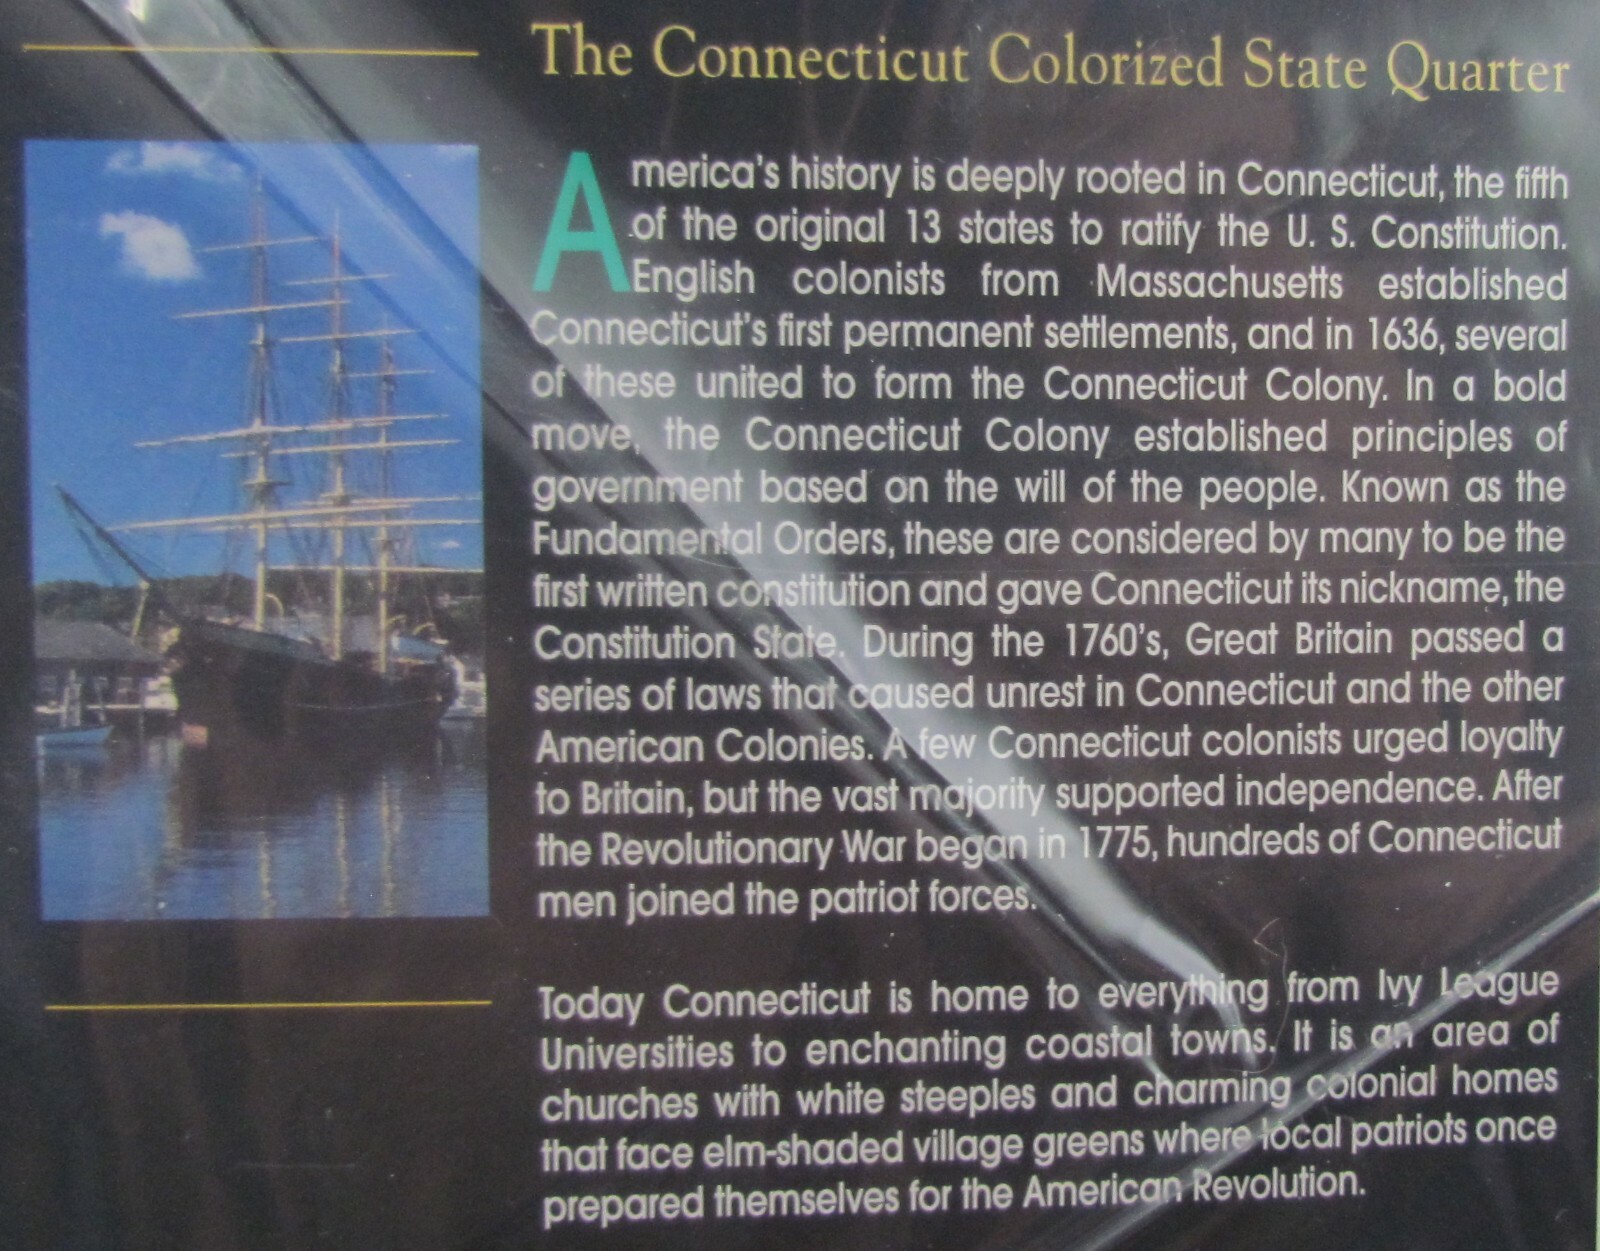 The Connecticut Colorized State Quarter
America's history is deeply rooted in Connecticut, the fifth
of the original 13 states to ratify the U. S. Constitution.
English colonists from Massachusetts established
Connecticut's first permanent settlements, and in 1636, several
of these united to form the Connecticut Colony. In a bold
move, the Connecticut Colony established principles of
government based on the will of the people. Known as the
Fundamental Orders, these are considered by many to be the
first written constitution and gave Connecticut its nickname, the
Constitution State. During the 1760's, Great Britain passed a
series of laws that caused unrest in Connecticut and the other
American Colonies. A few Connecticut colonists urged loyalty
to Britain, but the vast majority supported independence. After
the Revolutionary War began in 1775, hundreds of Connecticut
men joined the patriot forces.
Today Connecticut is home to everything from Ivy League
Universities to enchanting coastal towns. It is an area of
churches with white steeples and charming colonial homes
that face elm-shaded village greens where local patriots once
prepared themselves for the American Revolution.